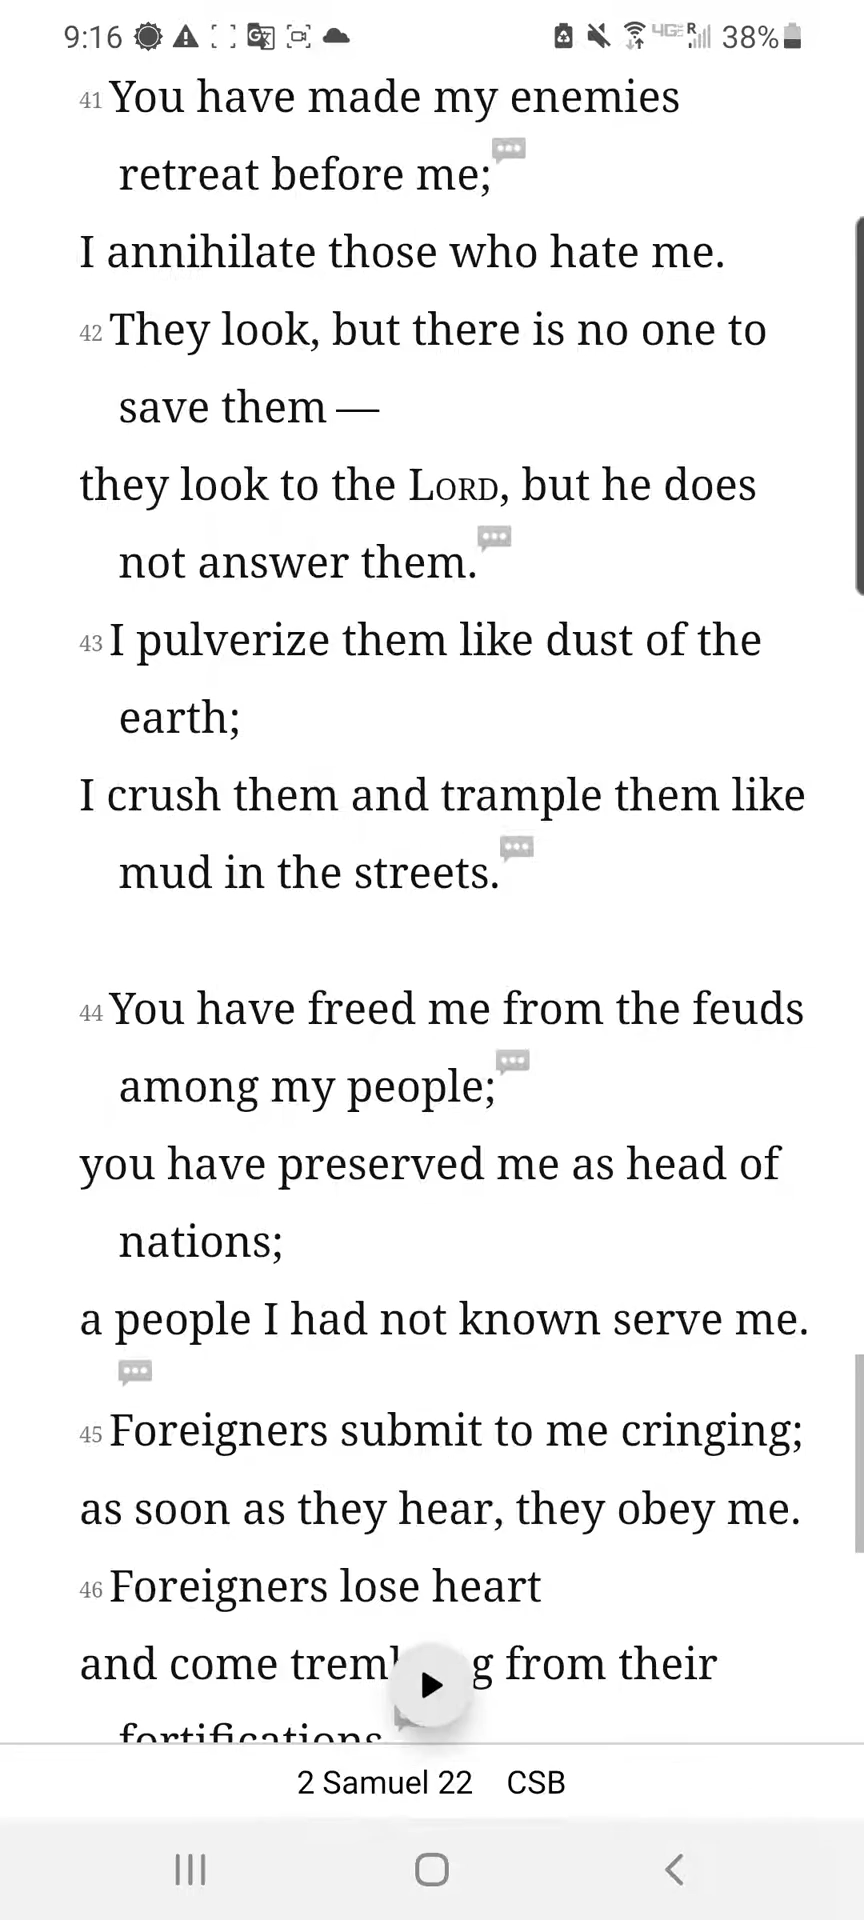 9:16 4GE R 38%
41 You have made my enemies
retreat before me;
I annihilate those who hate me.
42 They look, but there is no one to
save them —
they look to the LORD, but he does
not answer them.
43 I pulverize them like dust of the
earth;
I crush them and trample them like
mud in the streets.
44 You have freed me from the feuds
among my people;
you have preserved me as head of
nations;
a people I had not known serve me.
45 Foreigners submit to me cringing;
as soon as they hear, they obey me.
46 Foreigners lose heart
and come from their
fortifications
2 Samuel 22 CSB